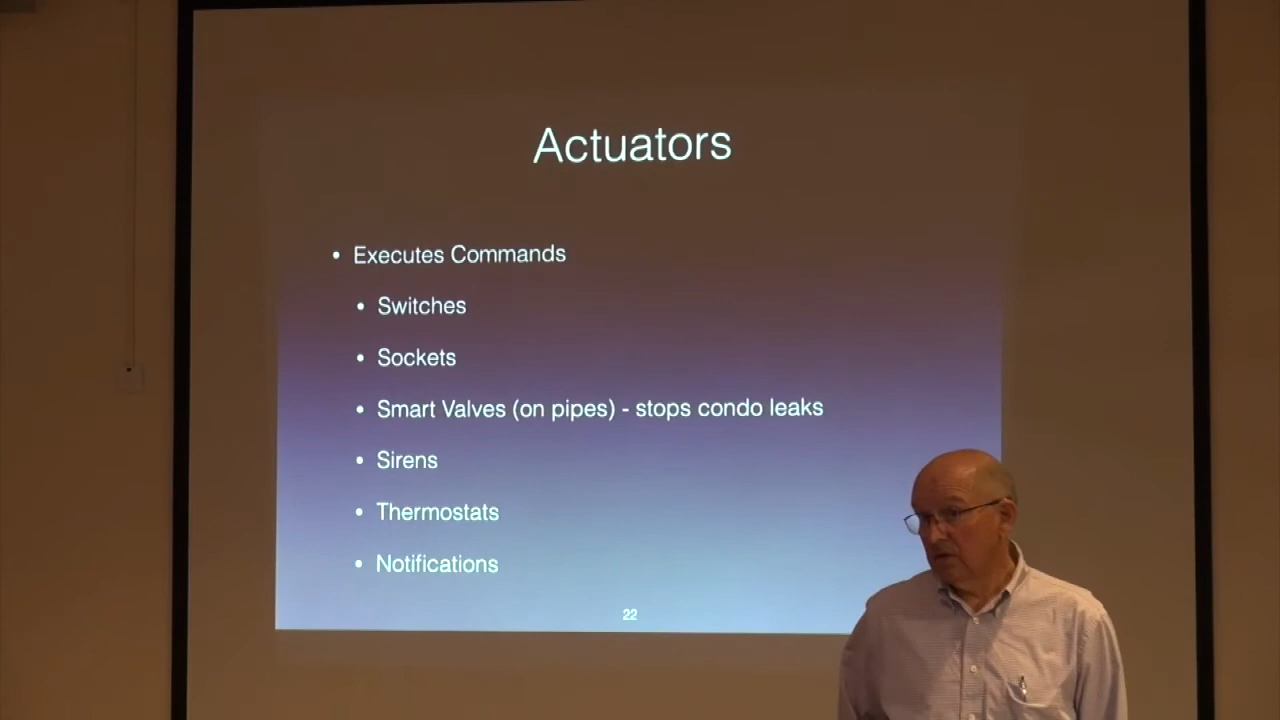 Actuators
• Executes Commands
• Switches
• Sockets
• Smart Valves (on pipes) - stops condo leaks
• Sirens
• Thermostats
• Notifications
22